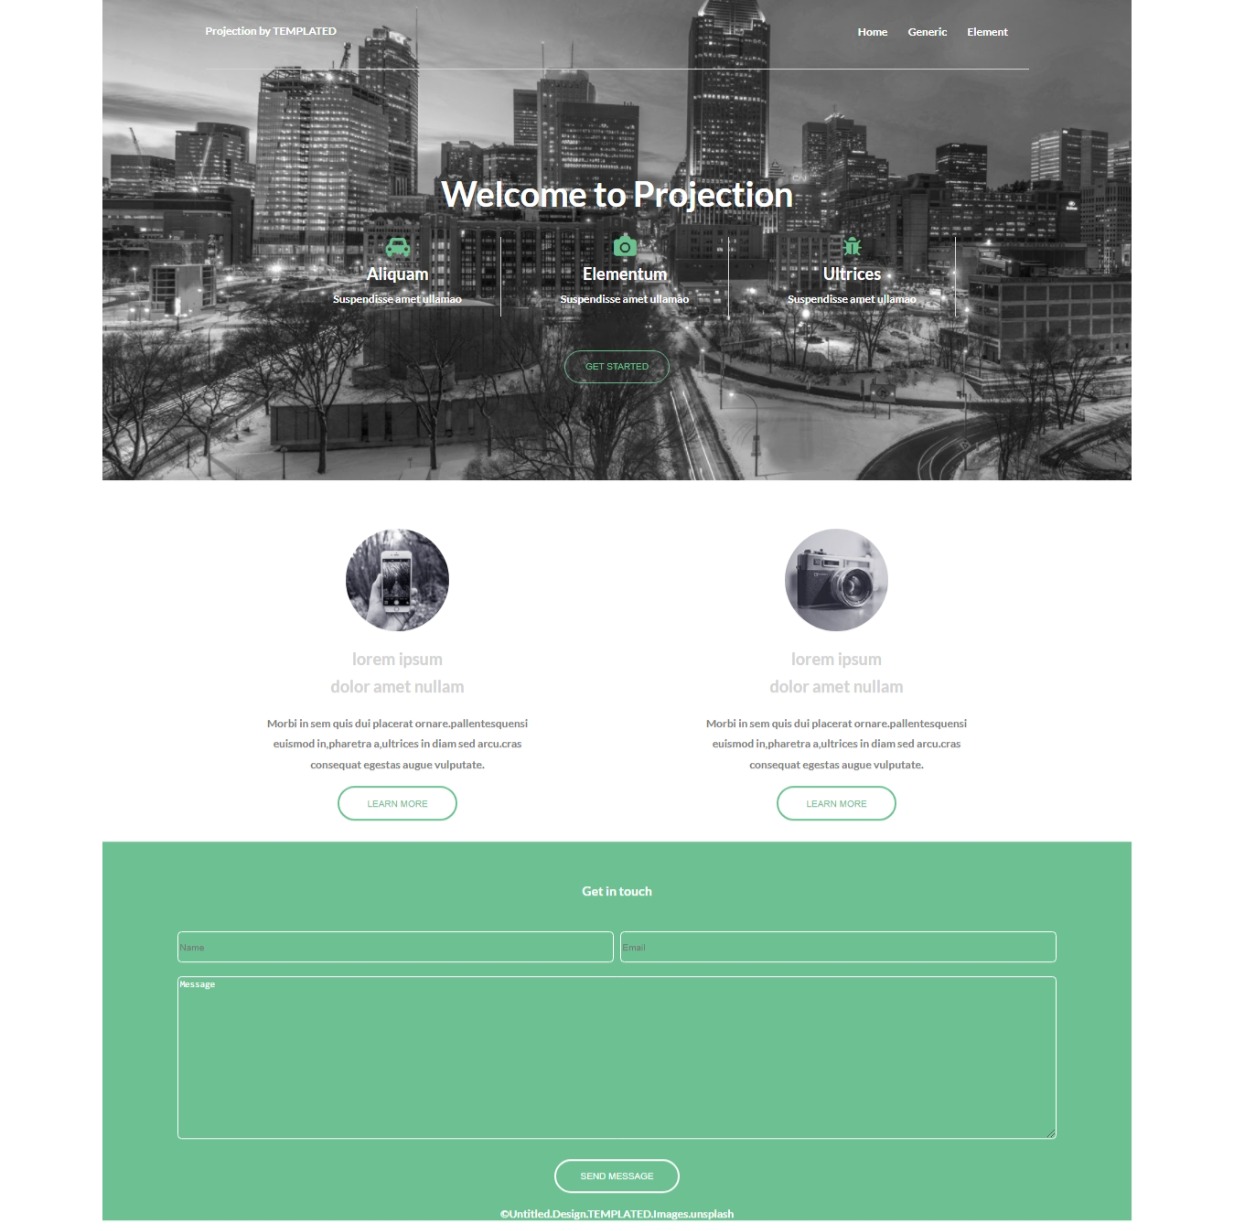 Projection by TEMPLATED
Home Generic Element
Welcome to Projection
Aliquam Elementum Ultrices
Suspendisse amet ullamao Suspendisse amet ullamao Suspendisse amet ullamao
GET STARTED
lorem ipsum
dolor amet nullam
Morbi in sem quis dui placerat ornare.pallentesquensi
euismod in,pharetra a,ultrices in diam sed arcu.cras
consequat egestas augue vulputate.
LEARN MORE
lorem ipsum
dolor amet nullam
Morbi in sem quis dui placerat ornare.pallentesquensi
euismod in,pharetra a,ultrices in diam sed arcu.cras
consequat egestas augue vulputate.
LEARN MORE
Get in touch
Name
Email
Message
SEND MESSAGE
©Untitled.Design.TEMPLATED.Images.unsplash